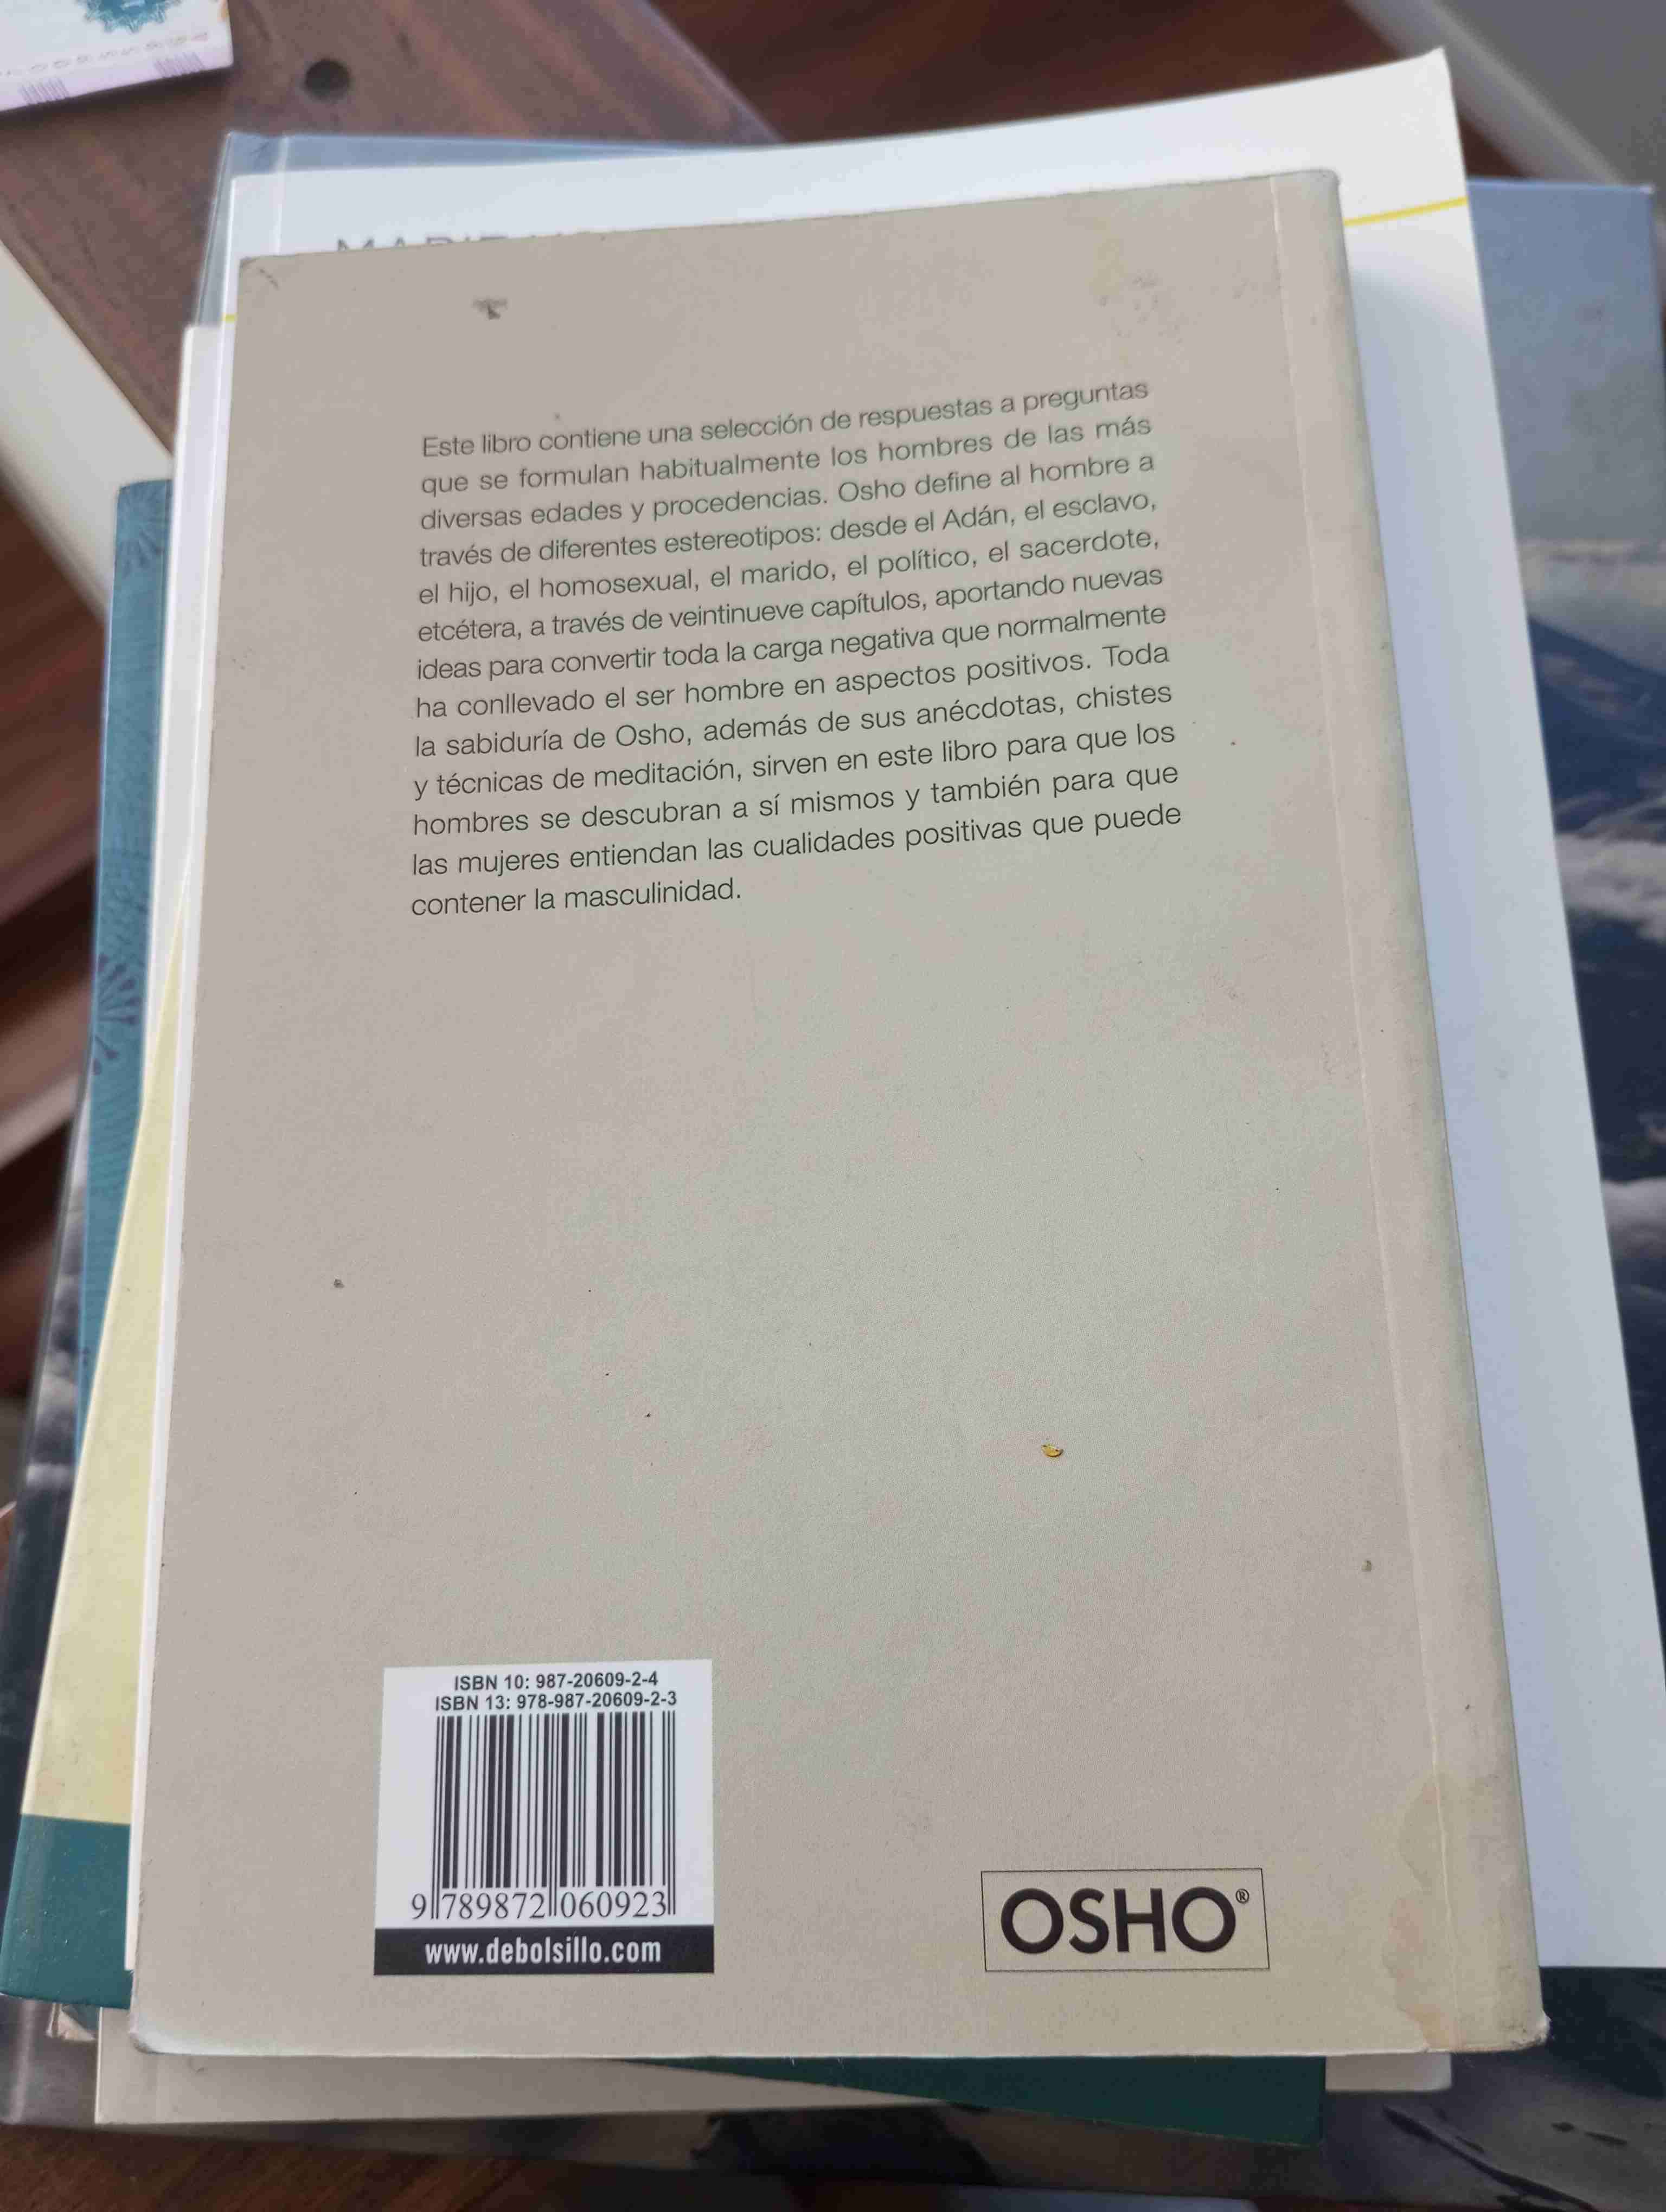 Este libro contiene una selección de respuestas a preguntas
que se formulan habitualmente los hombres de las más
diversas edades y procedencias. Osho define al hombre a
través de diferentes estereotipos: desde el Adán, el esclavo,
el hijo, el homosexual, el marido, el político, el sacerdote,
etcétera, a través de veintinueve capítulos, aportando nuevas
ideas para convertir toda la carga negativa que normalmente
ha conllevado el ser hombre en aspectos positivos. Toda
la sabiduría de Osho, además de sus anécdotas, chistes
y técnicas de meditación, sirven en este libro para que los
hombres se descubran a sí mismos y también para que
las mujeres entiendan las cualidades positivas que puede
contener la masculinidad.
ISBN 10: 987-20609-2-4
ISBN 13: 978-987-20609-2-3
9 789872 060923
www.debolsillo.com
OSHO®